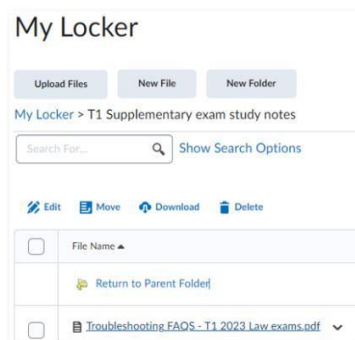 My Locker
Upload Files New File New Folder
My Locker > T1 Supplementary exam study notes
Search For... Show Search Options
Edit Move Download Delete
File Name
Return to Parent Folder
Troubleshooting FAQS - T1 2023 Law exams.pdf